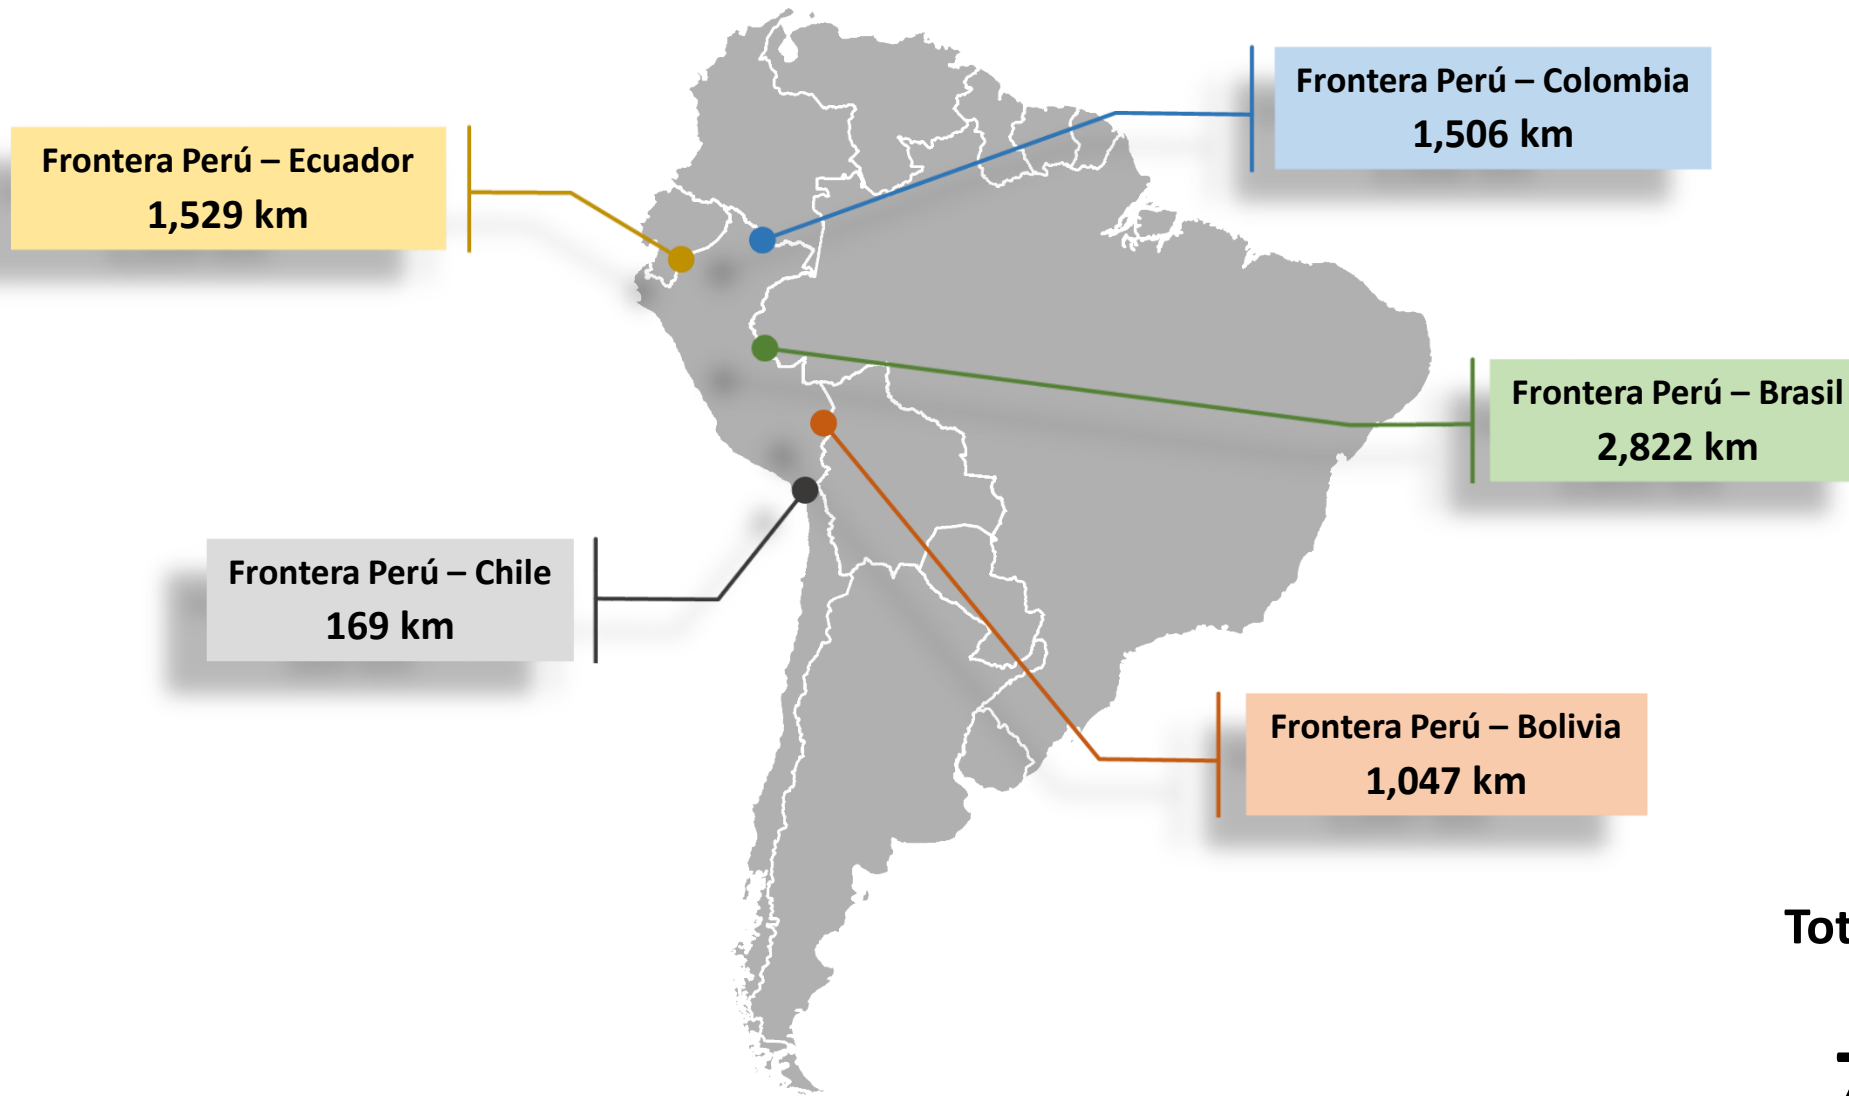 Frontera Perú – Colombia
1,506 km
Frontera Perú – Ecuador
1,529 km
Frontera Perú – Brasil
2,822 km
Frontera Perú – Chile
169 km
Frontera Perú – Bolivia
1,047 km